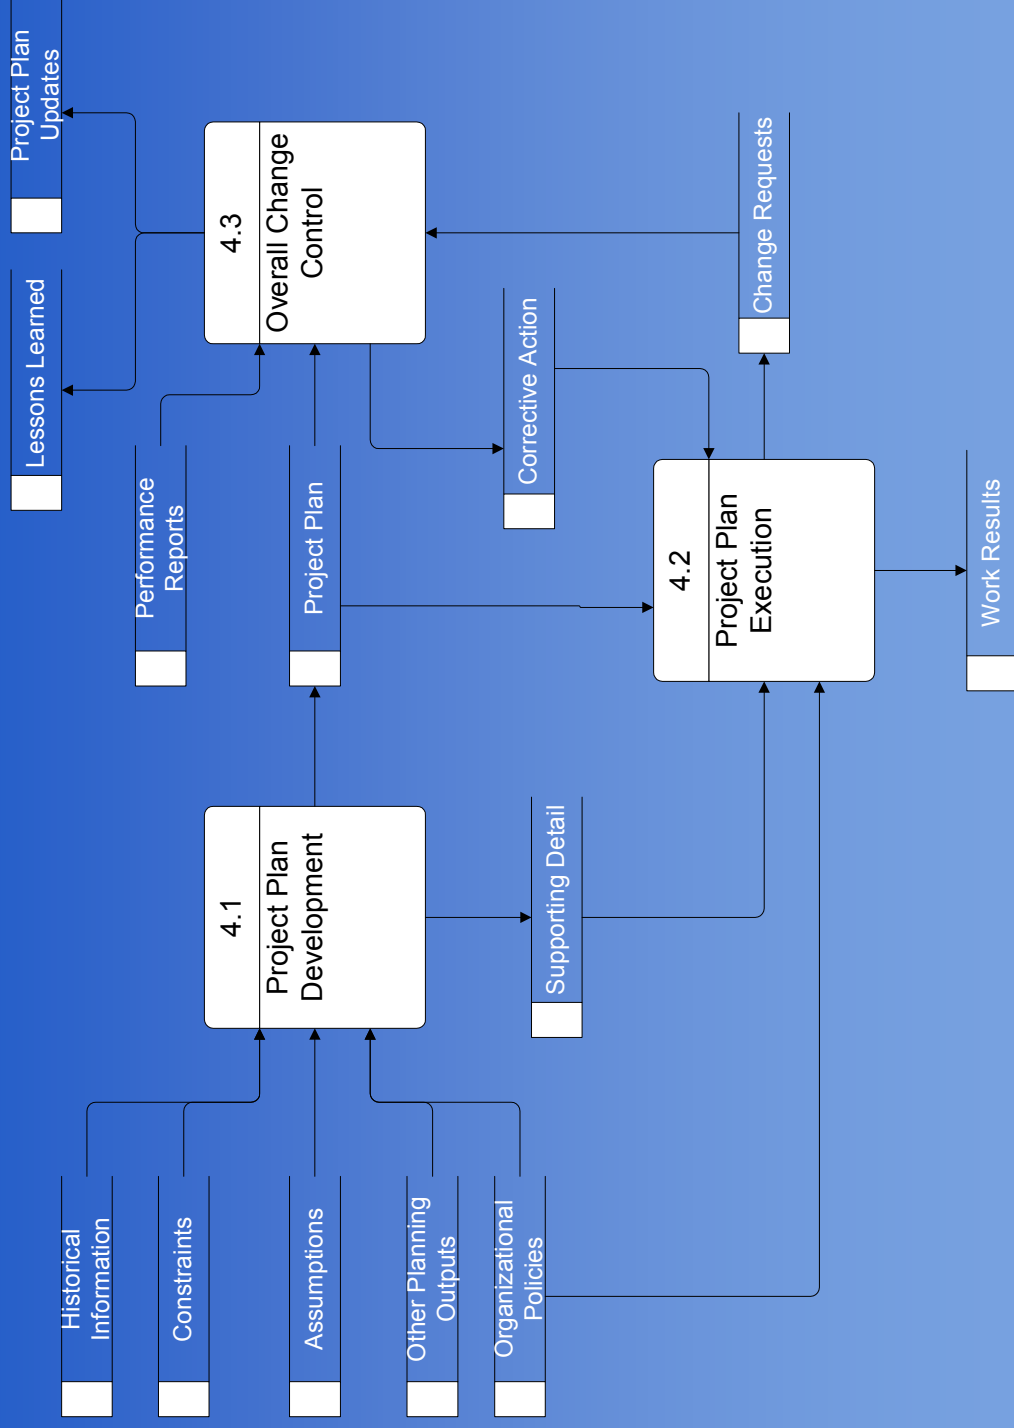 Historical
Information
Constraints
Assumptions
Other Planning
Outputs
Organizational
Policies
4.1
Project Plan
Development
Supporting Detail
Performance
Reports
Project Plan
Lessons Learned
Project Plan
Updates
4.3
Overall Change
Control
Corrective Action
4.2
Project Plan
Execution
Change Requests
Work Results